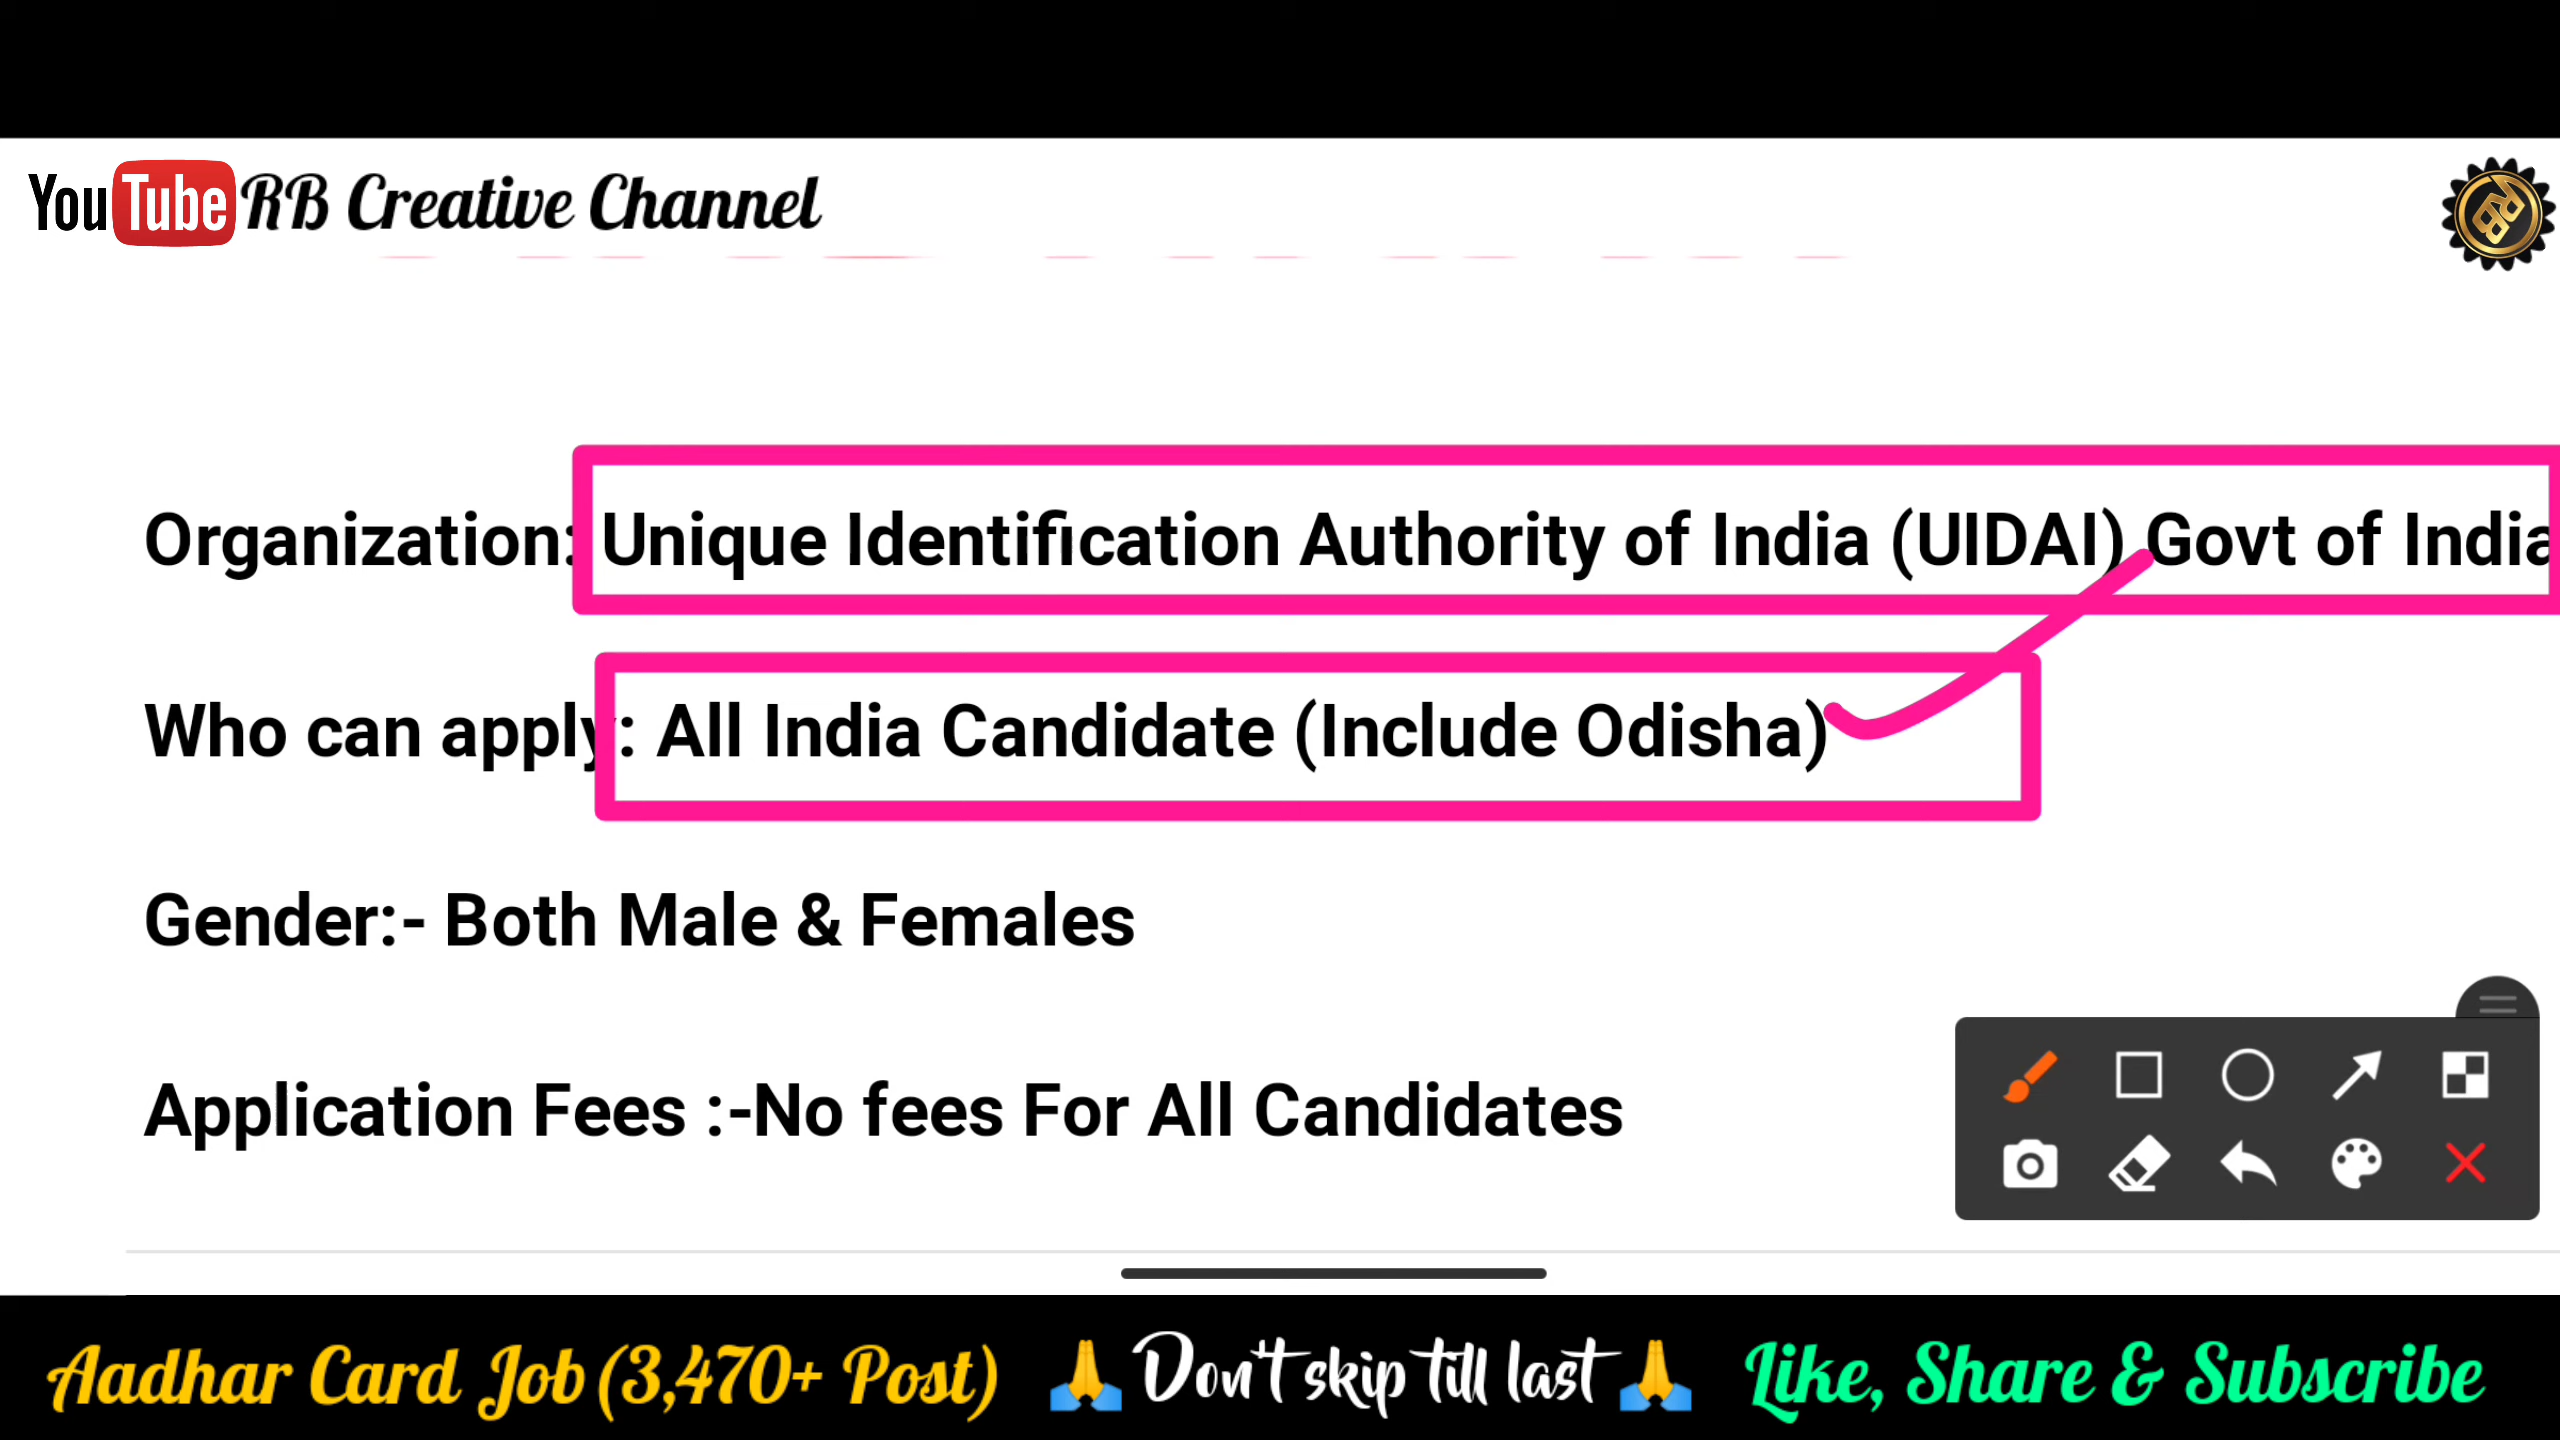 YouTube RB Creative Channel
RB
Organization: Unique Identification Authority of India (UIDAI) Govt of India
Who can apply: All India Candidate (Include Odisha)
Gender:- Both Male & Females
Application Fees :-No fees For All Candidates
Aadhar Card Job (3,470+ Post) 🙏Don't skip till last🙏 Like, Share & Subscribe